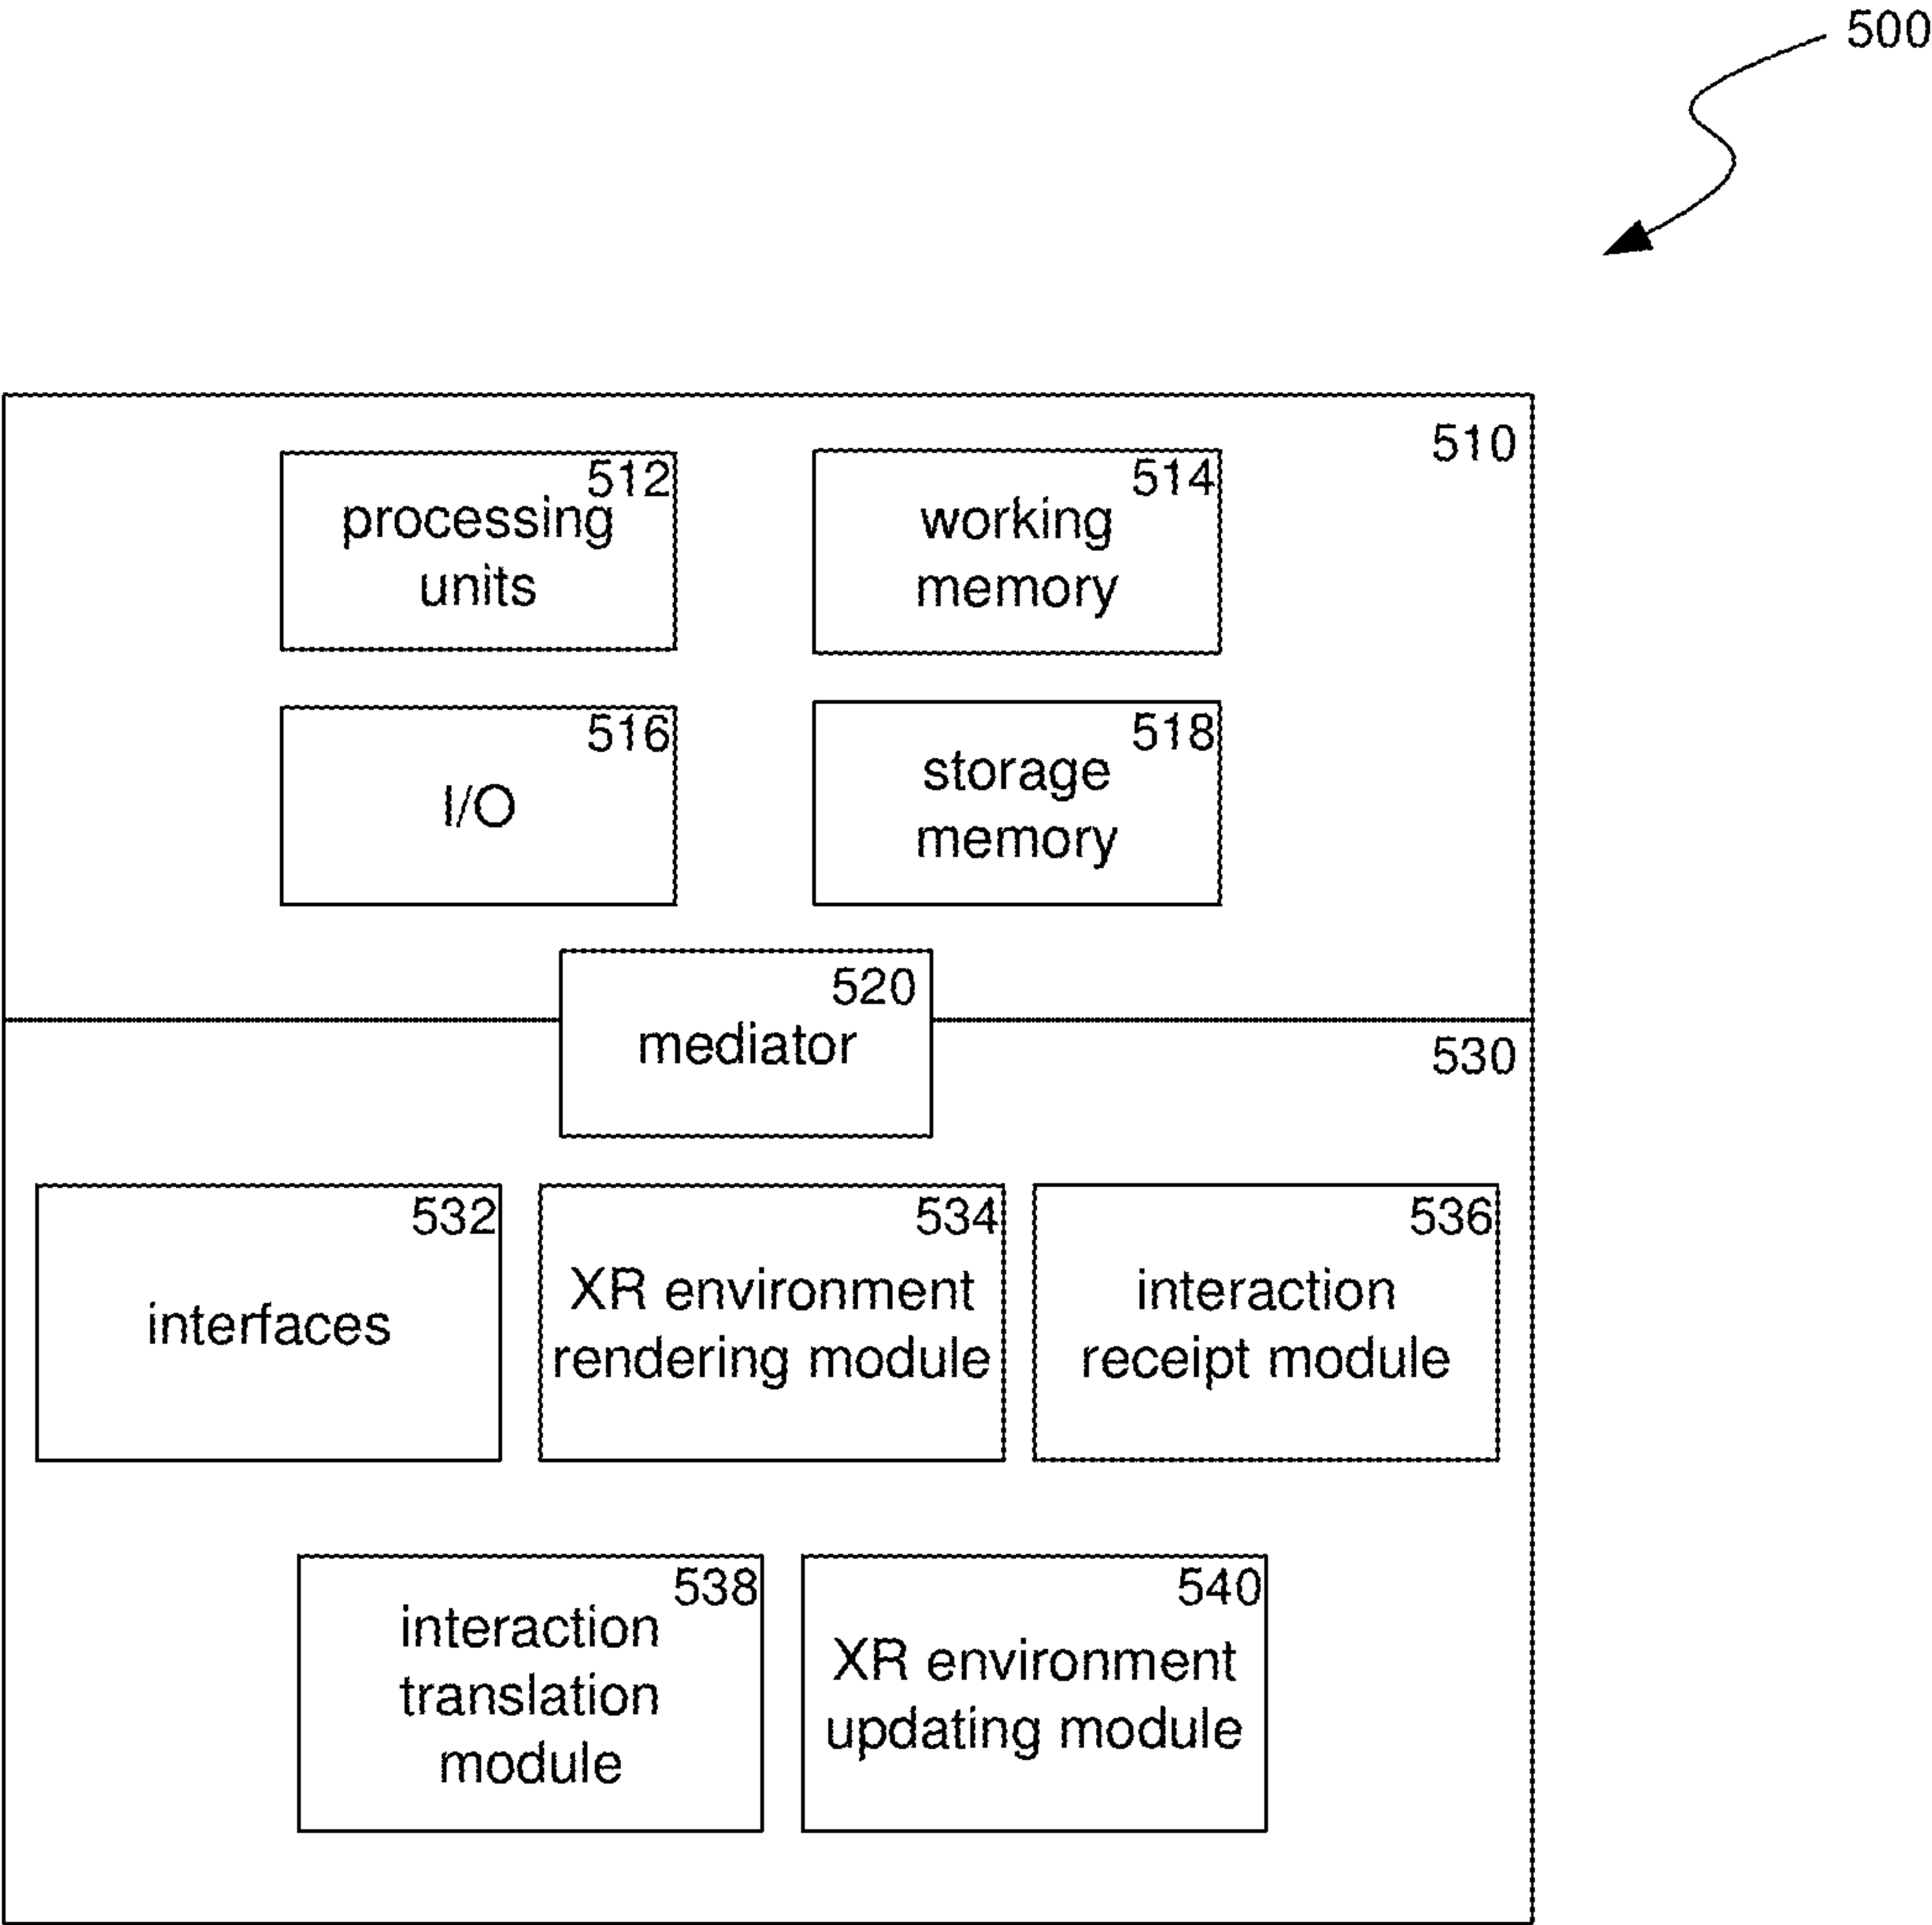 500
510
512
processing
units
514
working
memory
516
I/O
518
storage
memory
520
mediator
530
532
interfaces
534
XR environment
rendering module
536
interaction
receipt module
538
interaction
translation
module
540
XR environment
updating module